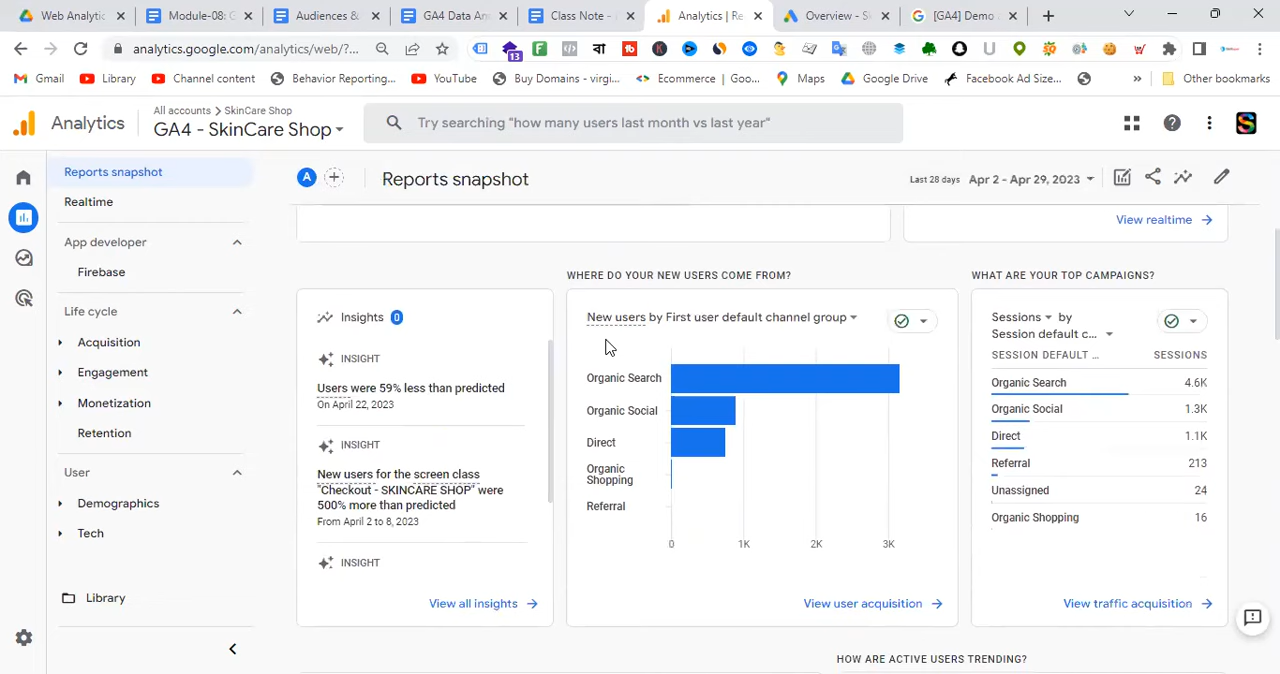 Web Analytic
Module-08: G
Audiences &
GA4 Data An
Class Note -
Analytics | Re
Overview - Sk
[GA4] Demo
analytics.google.com/analytics/web/?...
13
বা
Gmail
Library
Channel content
Behavior Reporting...
YouTube
Buy Domains - virgi...
Ecommerce | Goo...
Maps
Google Drive
Facebook Ad Size...
»
Other bookmarks
Analytics
All accounts > SkinCare Shop
GA4 - SkinCare Shop
Try searching "how many users last month vs last year"
Reports snapshot
Realtime
App developer
Firebase
Life cycle
Acquisition
Engagement
Monetization
Retention
User
Demographics
Tech
Library
A
Reports snapshot
Last 28 days Apr 2 - Apr 29, 2023
View realtime
Insights 0
INSIGHT
Users were 59% less than predicted
On April 22, 2023
INSIGHT
New users for the screen class
"Checkout - SKINCARE SHOP" were
500% more than predicted
From April 2 to 8, 2023
INSIGHT
View all insights
WHERE DO YOUR NEW USERS COME FROM?
New users by First user default channel group
Organic Search
Organic Social
Direct
Organic
Shopping
Referral
0 1K 2K 3K
View user acquisition
WHAT ARE YOUR TOP CAMPAIGNS?
Sessions by
Session default c...
SESSION DEFAULT ... SESSIONS
Organic Search 4.6K
Organic Social 1.3K
Direct 1.1K
Referral 213
Unassigned 24
Organic Shopping 16
View traffic acquisition
HOW ARE ACTIVE USERS TRENDING?